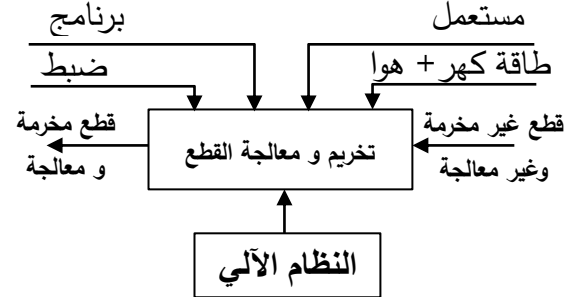 مستعمل
برنامج
طاقة كهر + هوا
ضبط
قطع غير مخرمة
وغير معالجة
تخريم و معالجة القطع
قطع مخرمة
و معالجة
النظام الآلي